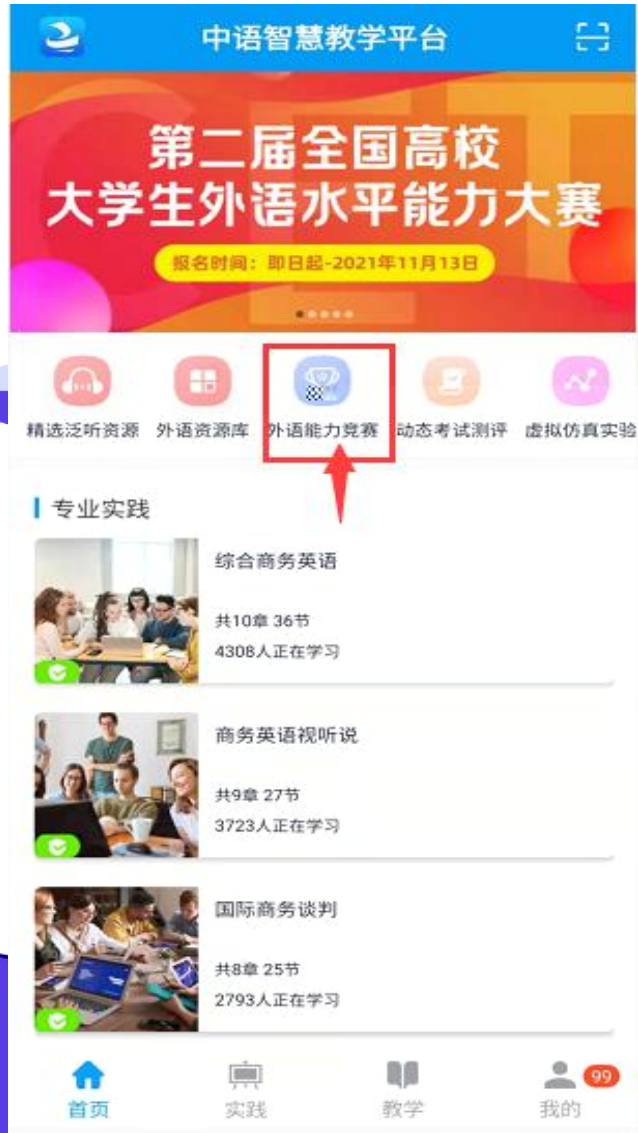 中语智慧教学平台
第二届全国高校
大学生外语水平能力大赛
报名时间：即日起-2021年11月13日
精选泛听资源 外语资源库 外语能力竞赛 动态考试测评 虚拟仿真实验
专业实践
综合商务英语
共10章 36节
4308人正在学习
商务英语视听说
共9章 27节
3723人正在学习
国际商务谈判
共8章 25节
2793人正在学习
99
首页 实践 教学 我的